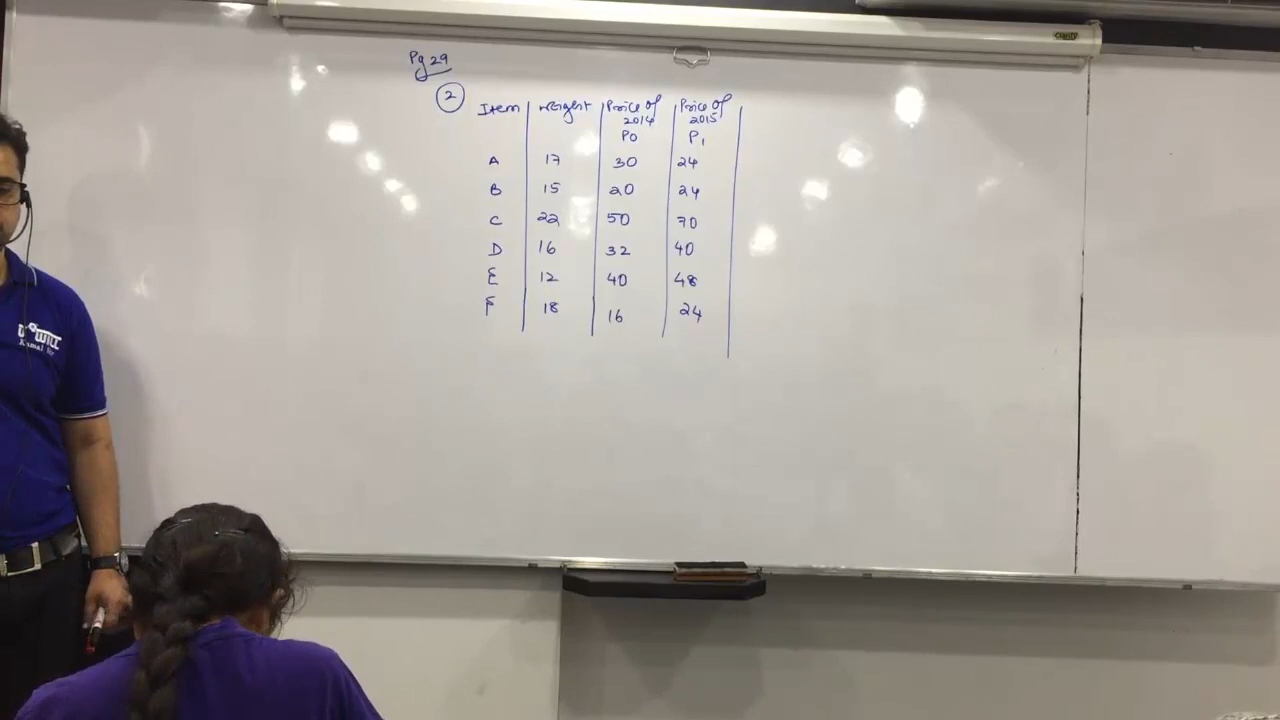 Pg 29
2
Item weight Price of 2014 P0 Price of 2015 P1
A 17 30 24
B 15 20 24
C 22 50 70
D 16 32 40
E 12 40 48
F 18 16 24